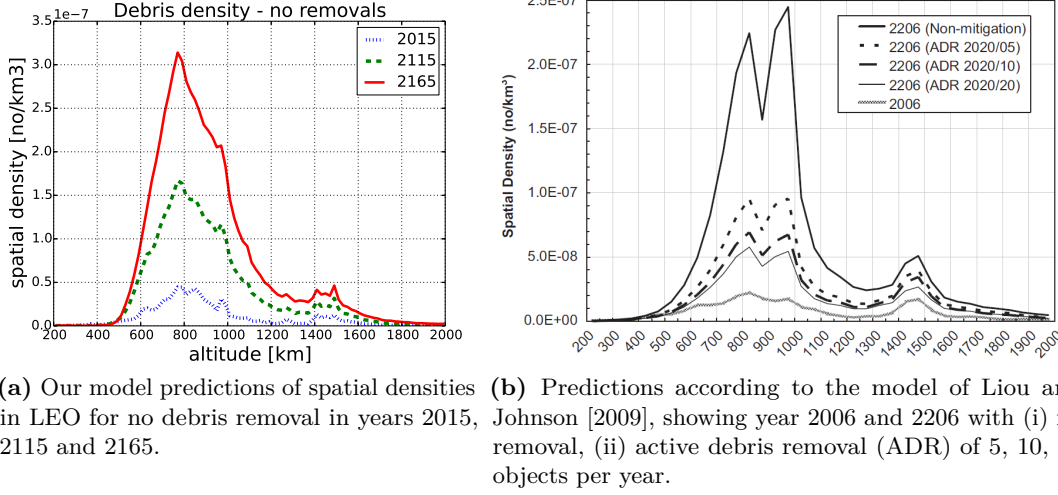 Debris density - no removals
1e−7
3.5
3.0
2.5
2.0
1.5
1.0
0.5
0.0
spatial density [no/km3]
2015
2115
2165
200 400 600 800 1000 1200 1400 1600 1800 2000
altitude [km]
2.5E-07
2.0E-07
1.5E-07
1.0E-07
5.0E-08
0.0E+00
Spatial Density (no/km³)
2206 (Non-mitigation)
2206 (ADR 2020/05)
2206 (ADR 2020/10)
2206 (ADR 2020/20)
2006
200 300 400 500 600 700 800 900 1000 1100 1200 1300 1400 1500 1600 1700 1800 1900 2000
(a) Our model predictions of spatial densities
in LEO for no debris removal in years 2015,
2115 and 2165.
(b) Predictions according to the model of Liou
Johnson [2009], showing year 2006 and 2206 with (i)
removal, (ii) active debris removal (ADR) of 5, 10,
objects per year.